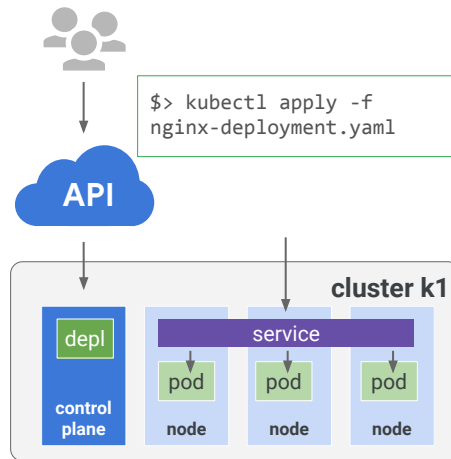 $> kubectl apply -f
nginx-deployment.yaml
API
cluster k1
depl
service
pod
pod
pod
control
plane
node
node
node